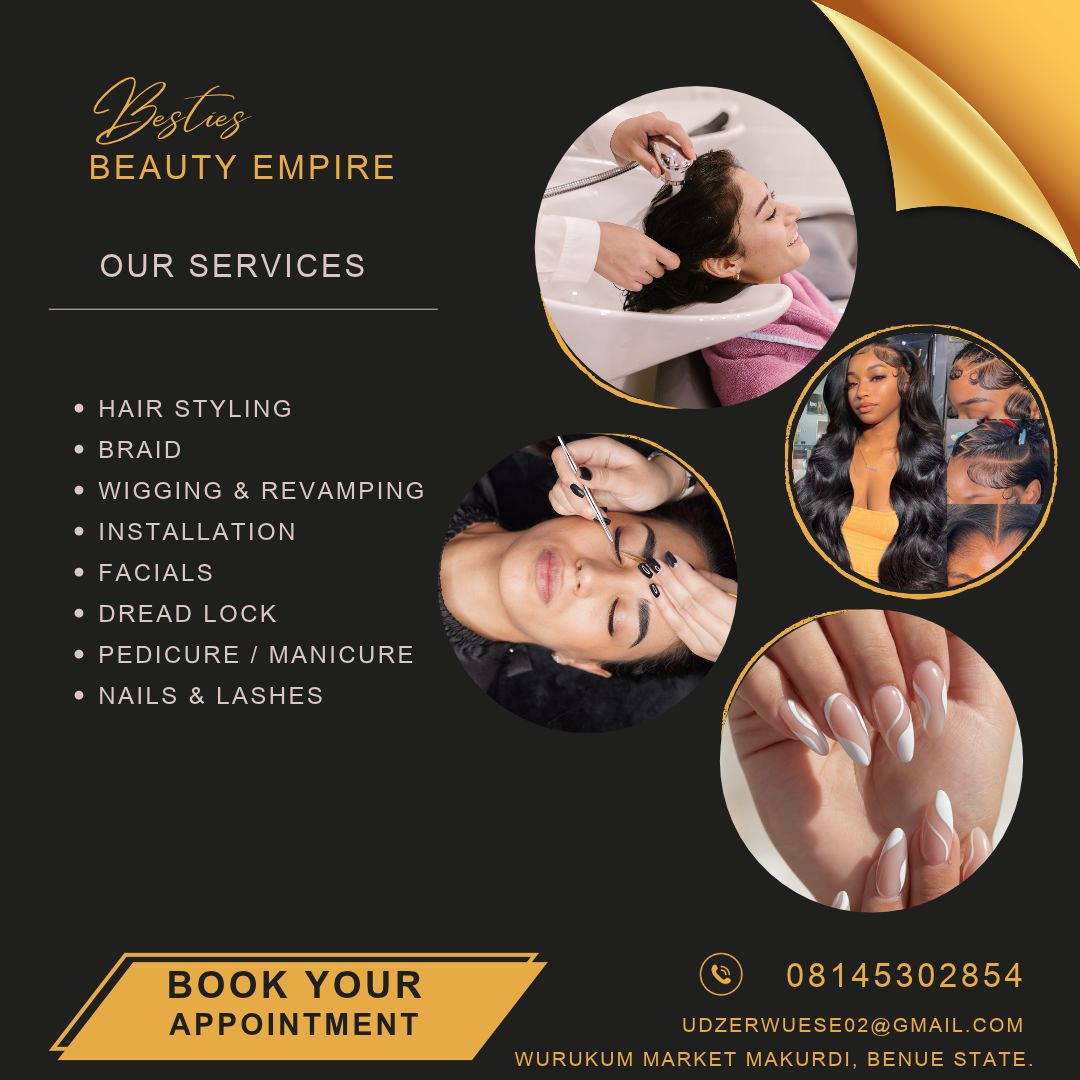 Besties
BEAUTY EMPIRE
OUR SERVICES
• HAIR STYLING
• BRAID
• WIGGING & REVAMPING
• INSTALLATION
• FACIALS
• DREAD LOCK
• PEDICURE / MANICURE
• NAILS & LASHES
BOOK YOUR
APPOINTMENT
08145302854
UDZERWUESE02@GMAIL.COM
WURUKUM MARKET MAKURDI, BENUE STATE.